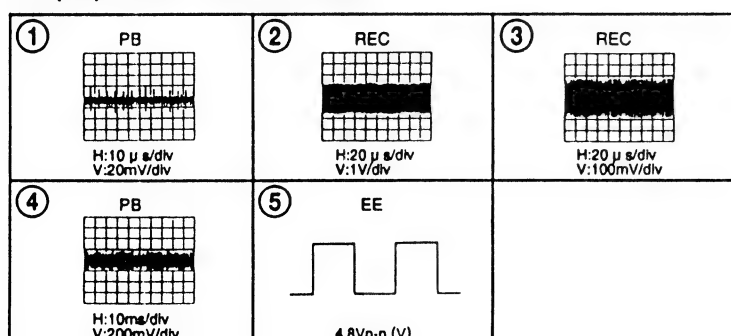 ① PB
H:10 μ s/div
V:20mV/div
② REC
H:20 μ s/div
V:1V/div
③ REC
H:20 μ s/div
V:100mV/div
④ PB
H:10ms/div
V:200mV/div
⑤ EE
4.8Vp-p (V)